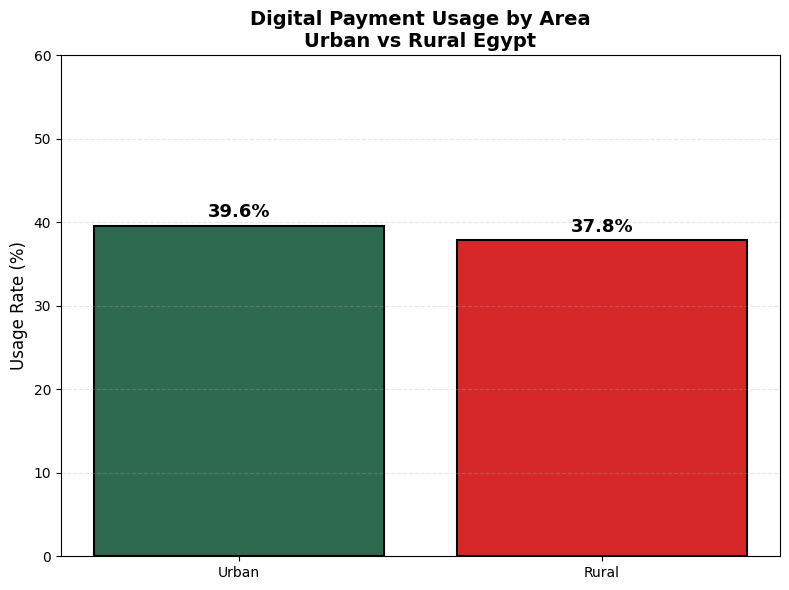 Digital Payment Usage by Area
Urban vs Rural Egypt
Usage Rate (%)
60
50
40
30
20
10
0
39.6%
37.8%
Urban
Rural